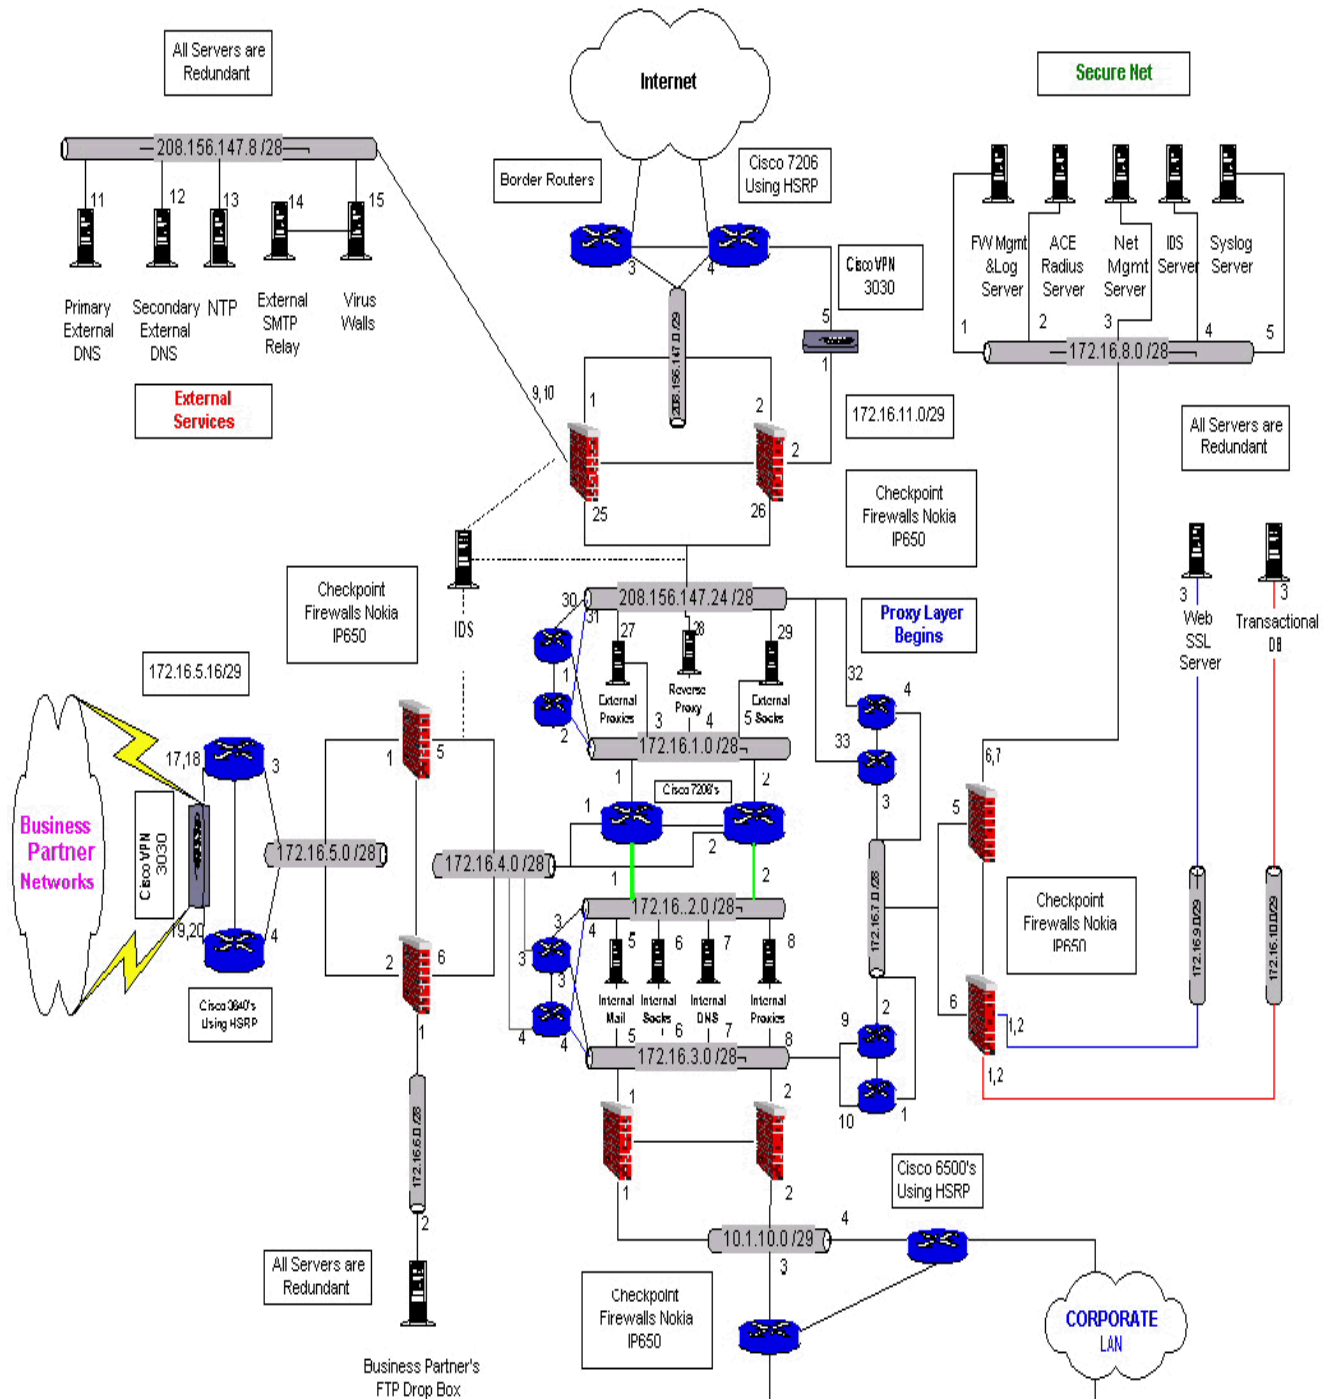 All Servers are
Redundant
Internet
Secure Net
208.156.147.8 /28
Border Routers
Cisco 7206
Using HSRP
11
12
13
14
15
3
4
Cisco VPN
3030
FW Mgmt
&Log
Server
ACE
Radius
Server
Net
Mgmt
Server
IDS
Server
Syslog
Server
Primary
External
DNS
Secondary
External
DNS
NTP
External
SMTP
Relay
Virus
Walls
5
1
1
2
3
4
5
208.156.147.0 /29
172.16.8.0 /28
External
Services
9,10
1
2
172.16.11.0/29
All Servers are
Redundant
2
25
26
Checkpoint
Firewalls Nokia
IP650
Checkpoint
Firewalls Nokia
IP650
IDS
208.156.147.24 /28
Proxy Layer
Begins
3
Web
SSL
Server
3
Transactional
DB
30
31
27
28
29
172.16.5.16/29
External
Proxies
Reverse
Proxy
External
Socks
1
2
3
4
5
32
33
4
3
172.16.1.0 /28
17,18
3
1
5
1
2
Cisco 7206's
1
2
6,7
5
Business
Partner
Networks
Cisco VPN
3030
172.16.5.0 /28
172.16.4.0 /28
1
2
172.16..2.0 /28
172.16.7.0 /28
Checkpoint
Firewalls Nokia
IP650
172.16.9.0/29
172.16.10.0/29
19,20
4
2
6
3
4
3
3
4
4
5
6
7
8
Internal
Mail
Internal
Socks
Internal
DNS
Internal
Proxies
5
6
7
8
Cisco 3640's
Using HSRP
172.16.3.0 /28
9
2
10
1
6
1,2
1,2
1
172.16.6.0 /28
2
1
2
1
2
Cisco 6500's
Using HSRP
10.1.10.0 /29
4
3
All Servers are
Redundant
Checkpoint
Firewalls Nokia
IP650
CORPORATE
LAN
Business Partner's
FTP Drop Box